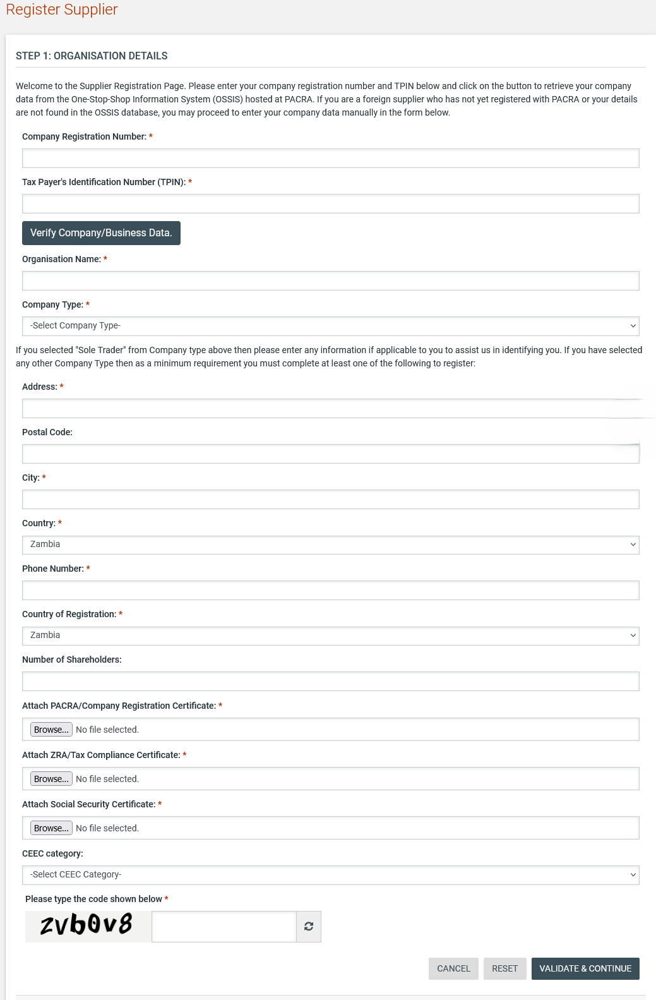 Register Supplier
STEP 1: ORGANISATION DETAILS
Welcome to the Supplier Registration Page. Please enter your company registration number and TPIN below and click on the button to retrieve your company
data from the One-Stop-Shop Information System (OSSIS) hosted at PACRA. If you are a foreign supplier who has not yet registered with PACRA or your details
are not found in the OSSIS database, you may proceed to enter your company data manually in the form below.
Company Registration Number: *
Tax Payer's Identification Number (TPIN): *
Verify Company/Business Data.
Organisation Name: *
Company Type: *
-Select Company Type-
If you selected "Sole Trader" from Company type above then please enter any information if applicable to you to assist us in identifying you. If you have selected
any other Company Type then as a minimum requirement you must complete at least one of the following to register:
Address: *
Postal Code:
City: *
Country: *
Zambia
Phone Number: *
Country of Registration: *
Zambia
Number of Shareholders:
Attach PACRA/Company Registration Certificate: *
Browse... No file selected.
Attach ZRA/Tax Compliance Certificate: *
Browse... No file selected.
Attach Social Security Certificate: *
Browse... No file selected.
CEEC category:
-Select CEEC Category-
Please type the code shown below *
zvb0v8
CANCEL RESET VALIDATE & CONTINUE